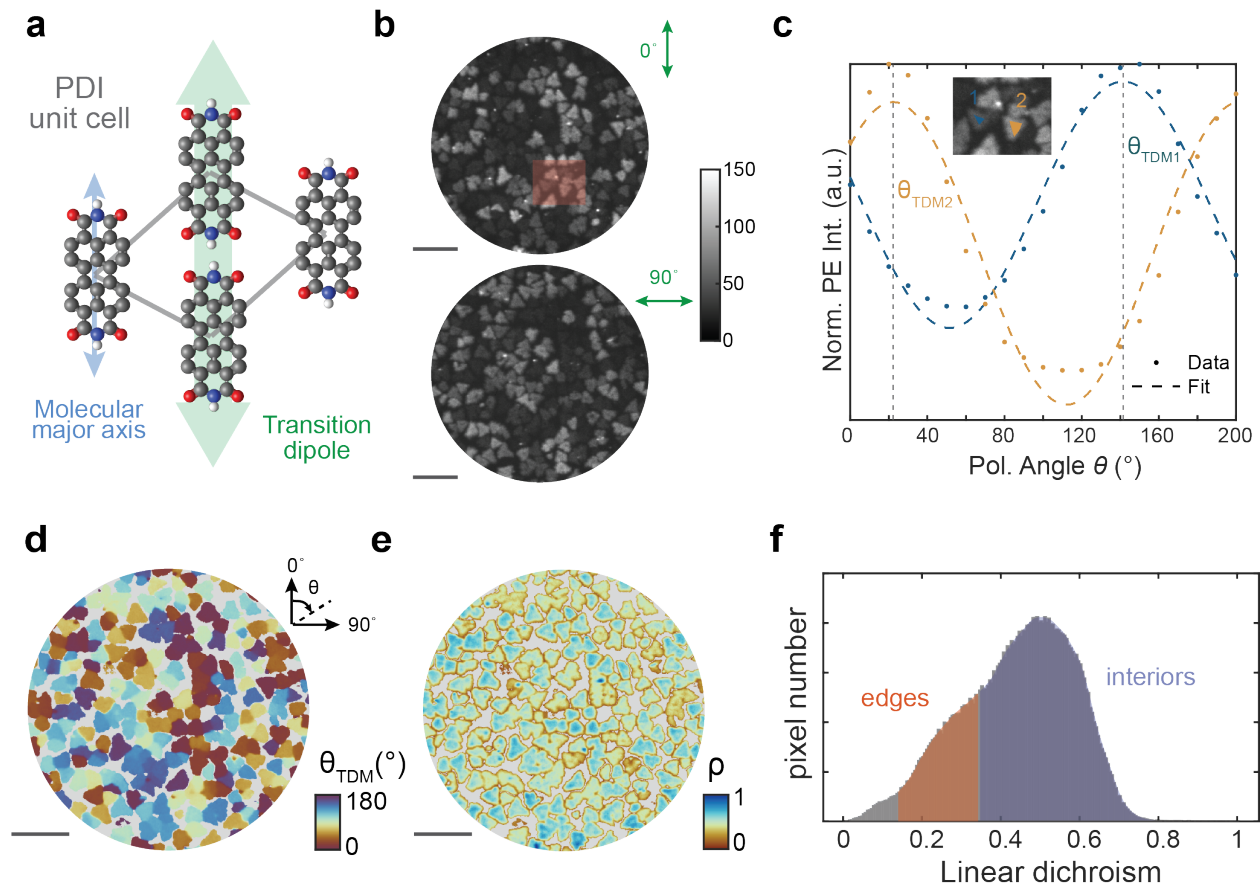 a
PDI
unit cell
Molecular
major axis
Transition
dipole
b
0°
90°
150
100
50
0
c
Norm. PE Int. (a.u.)
1
2
θTDM1
θTDM2
Data
Fit
0
40
80
120
160
200
Pol. Angle θ (°)
d
0°
θ
90°
θTDM(°)
180
0
e
ρ
1
0
f
pixel number
edges
interiors
0
0.2
0.4
0.6
0.8
1
Linear dichroism